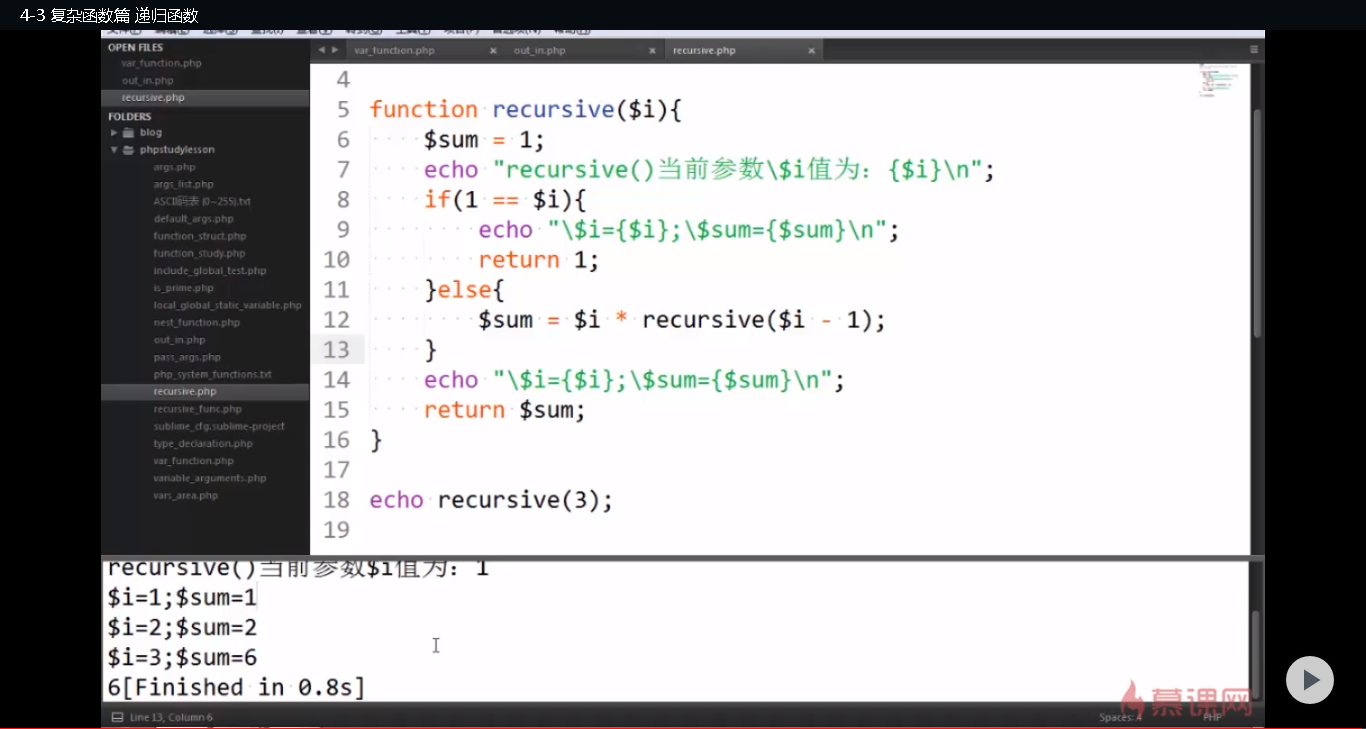 4-3 复杂函数篇 递归函数
OPEN FILES
var_function.php
out_in.php
recursive.php
FOLDERS
blog
phpstudylesson
args.php
args_list.php
ASCII码表 (0~255).txt
default_args.php
function_struct.php
function_study.php
include_global_test.php
is_prime.php
local_global_static_variable.php
nest_function.php
out_in.php
pass_args.php
php_system_functions.txt
recursive.php
recursive_func.php
sublime_cfg.sublime-project
type_declaration.php
var_function.php
variable_arguments.php
vars_area.php
var_function.php × out_in.php × recursive.php ×
4
5 function recursive($i){
6 $sum = 1;
7 echo "recursive()当前参数\$i值为：{$i}\n";
8 if(1 == $i){
9 echo "\$i={$i};\$sum={$sum}\n";
10 return 1;
11 }else{
12 $sum = $i * recursive($i - 1);
13 }
14 echo "\$i={$i};\$sum={$sum}\n";
15 return $sum;
16 }
17
18 echo recursive(3);
19
recursive()当前参数$i值为：1
$i=1;$sum=1
$i=2;$sum=2
$i=3;$sum=6
6[Finished in 0.8s]
慕课网
Line 13, Column 6
Spaces: 4
PHP